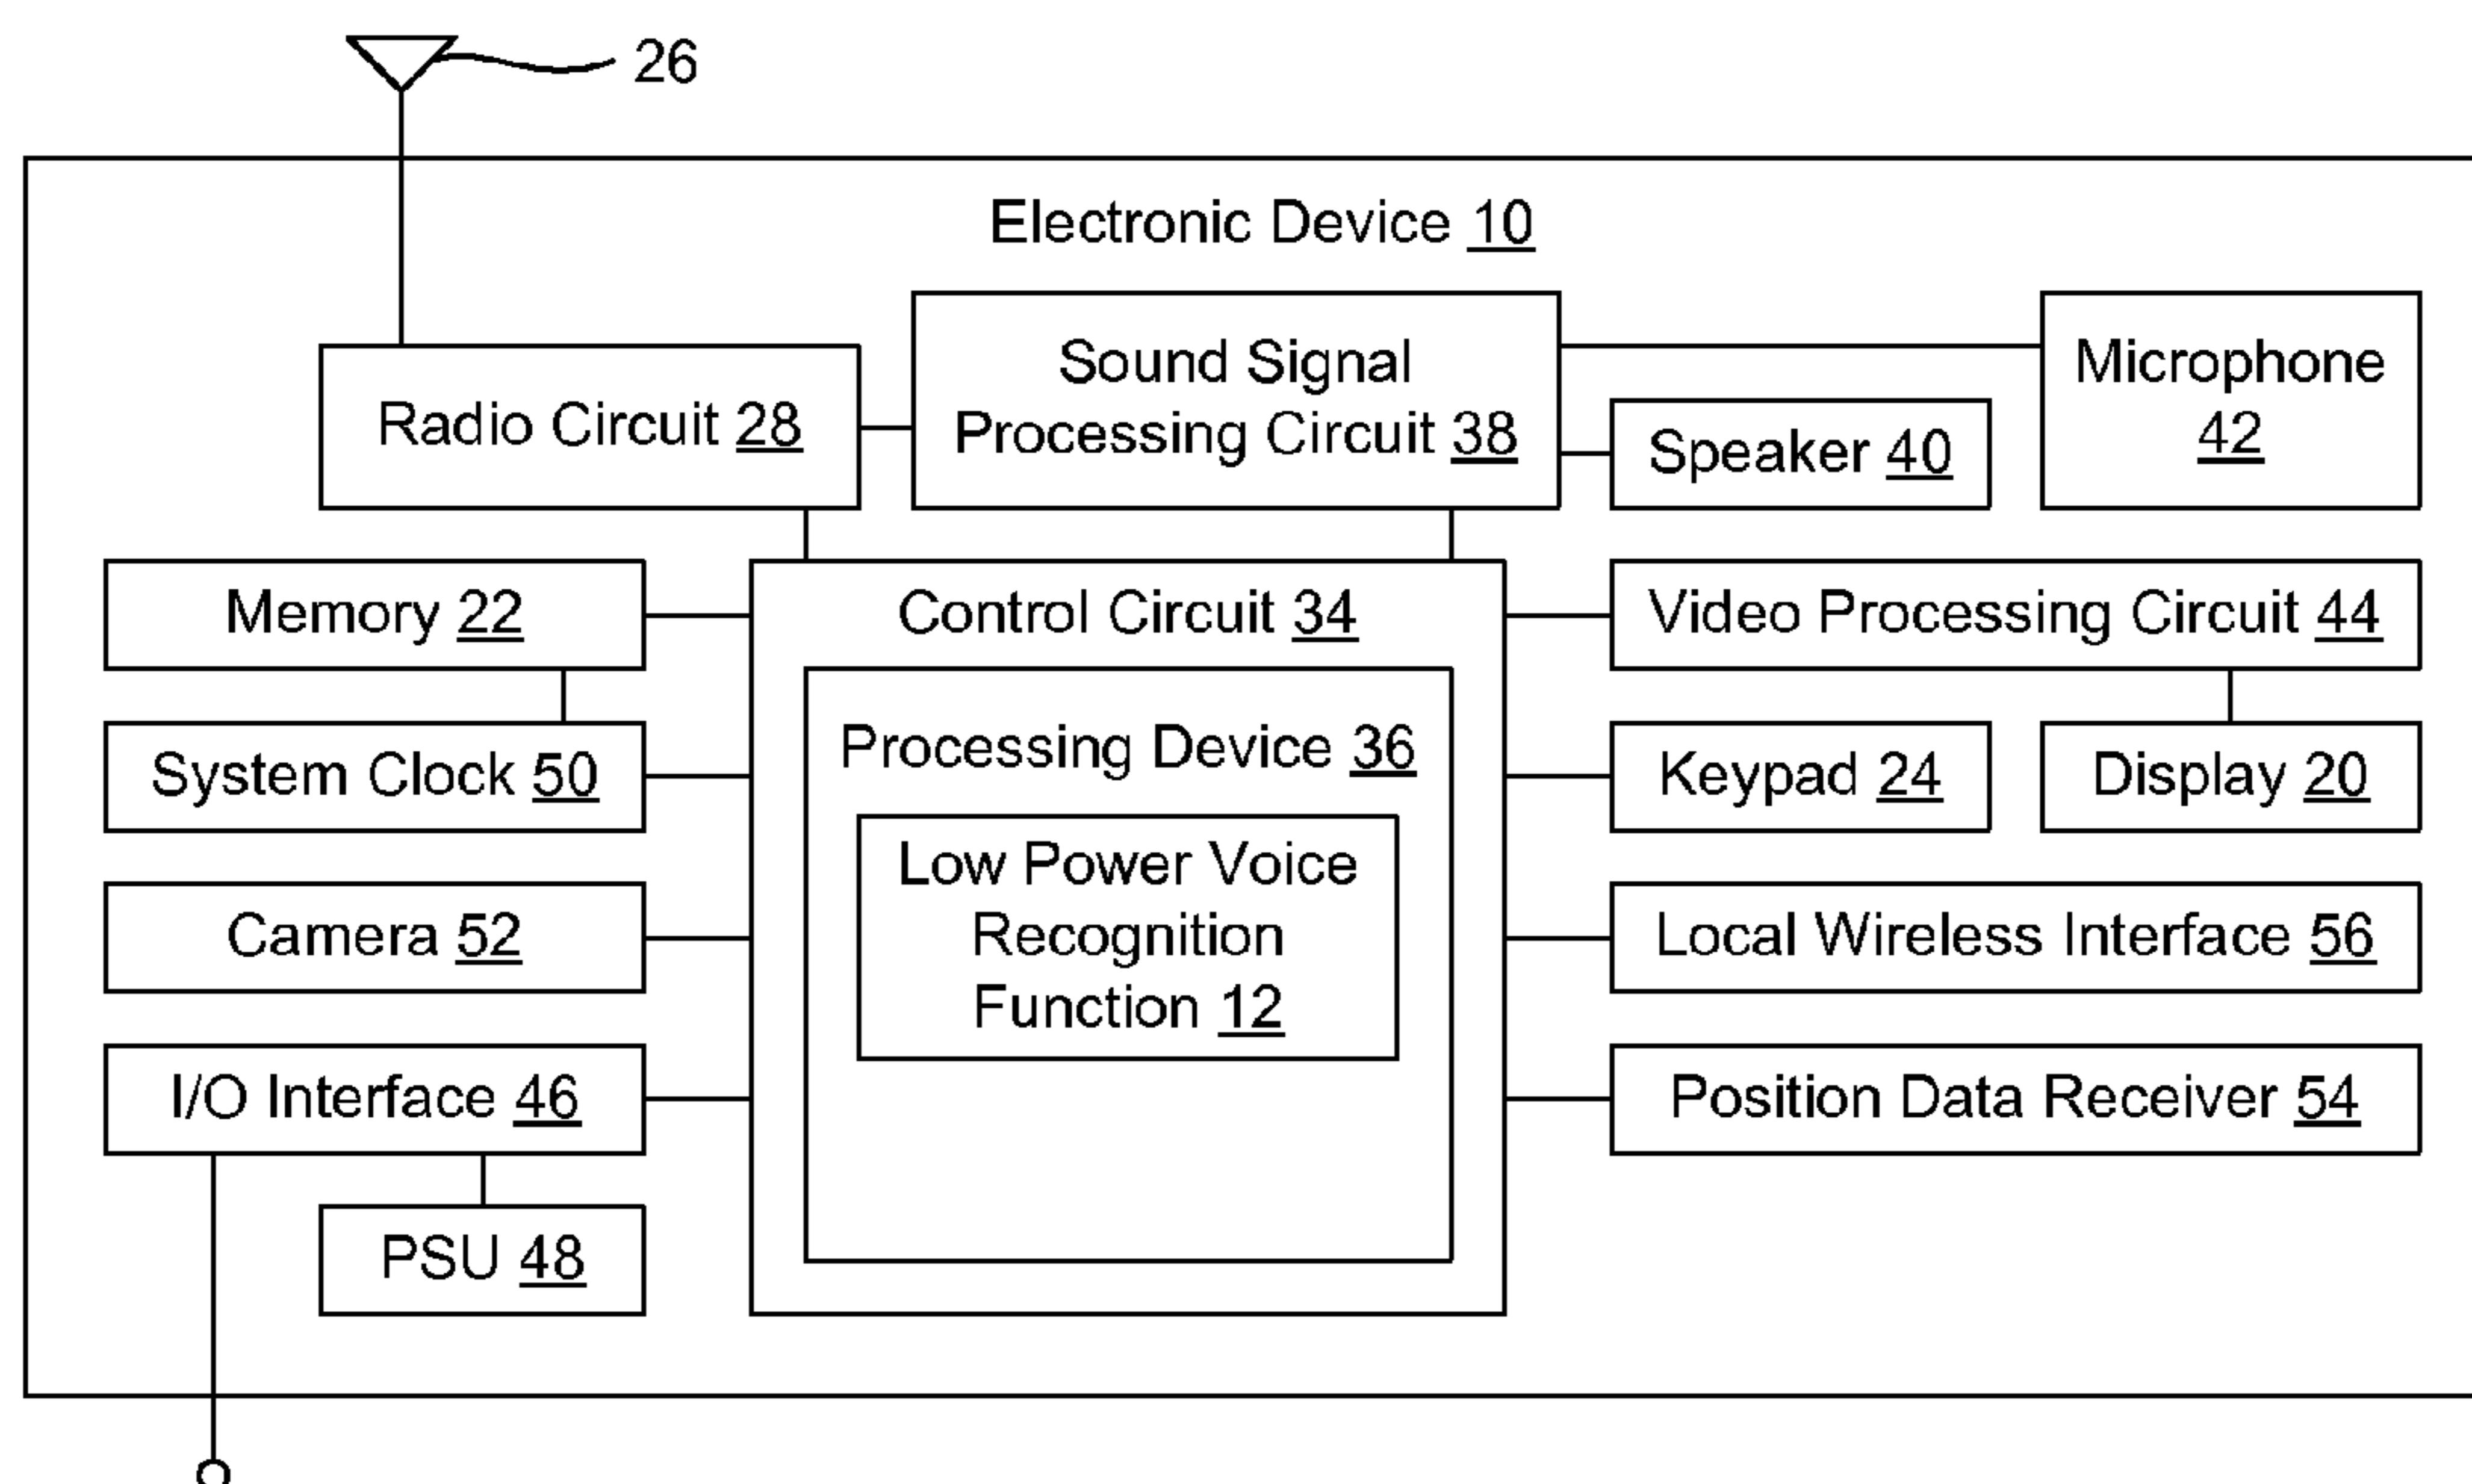 26
Electronic Device 10
Sound Signal
Processing Circuit 38
Microphone
42
Radio Circuit 28
Speaker 40
Memory 22
Control Circuit 34
Video Processing Circuit 44
System Clock 50
Processing Device 36
Keypad 24
Display 20
Low Power Voice
Recognition
Function 12
Camera 52
Local Wireless Interface 56
I/O Interface 46
Position Data Receiver 54
PSU 48